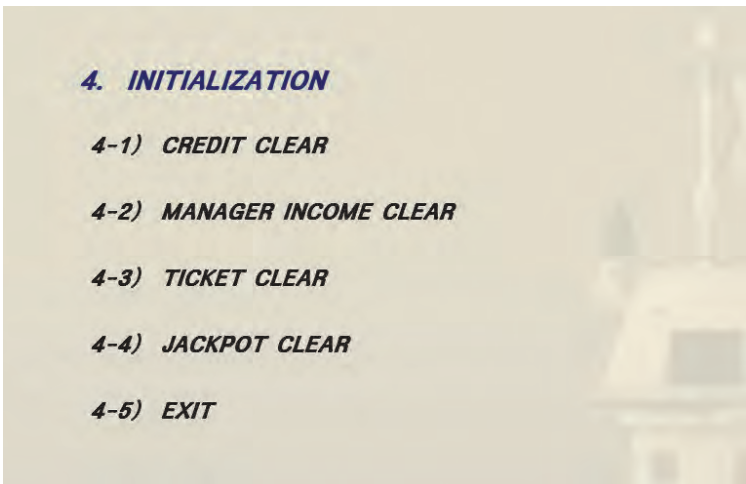 4. INITIALIZATION
4-1) CREDIT CLEAR
4-2) MANAGER INCOME CLEAR
4-3) TICKET CLEAR
4-4) JACKPOT CLEAR
4-5) EXIT